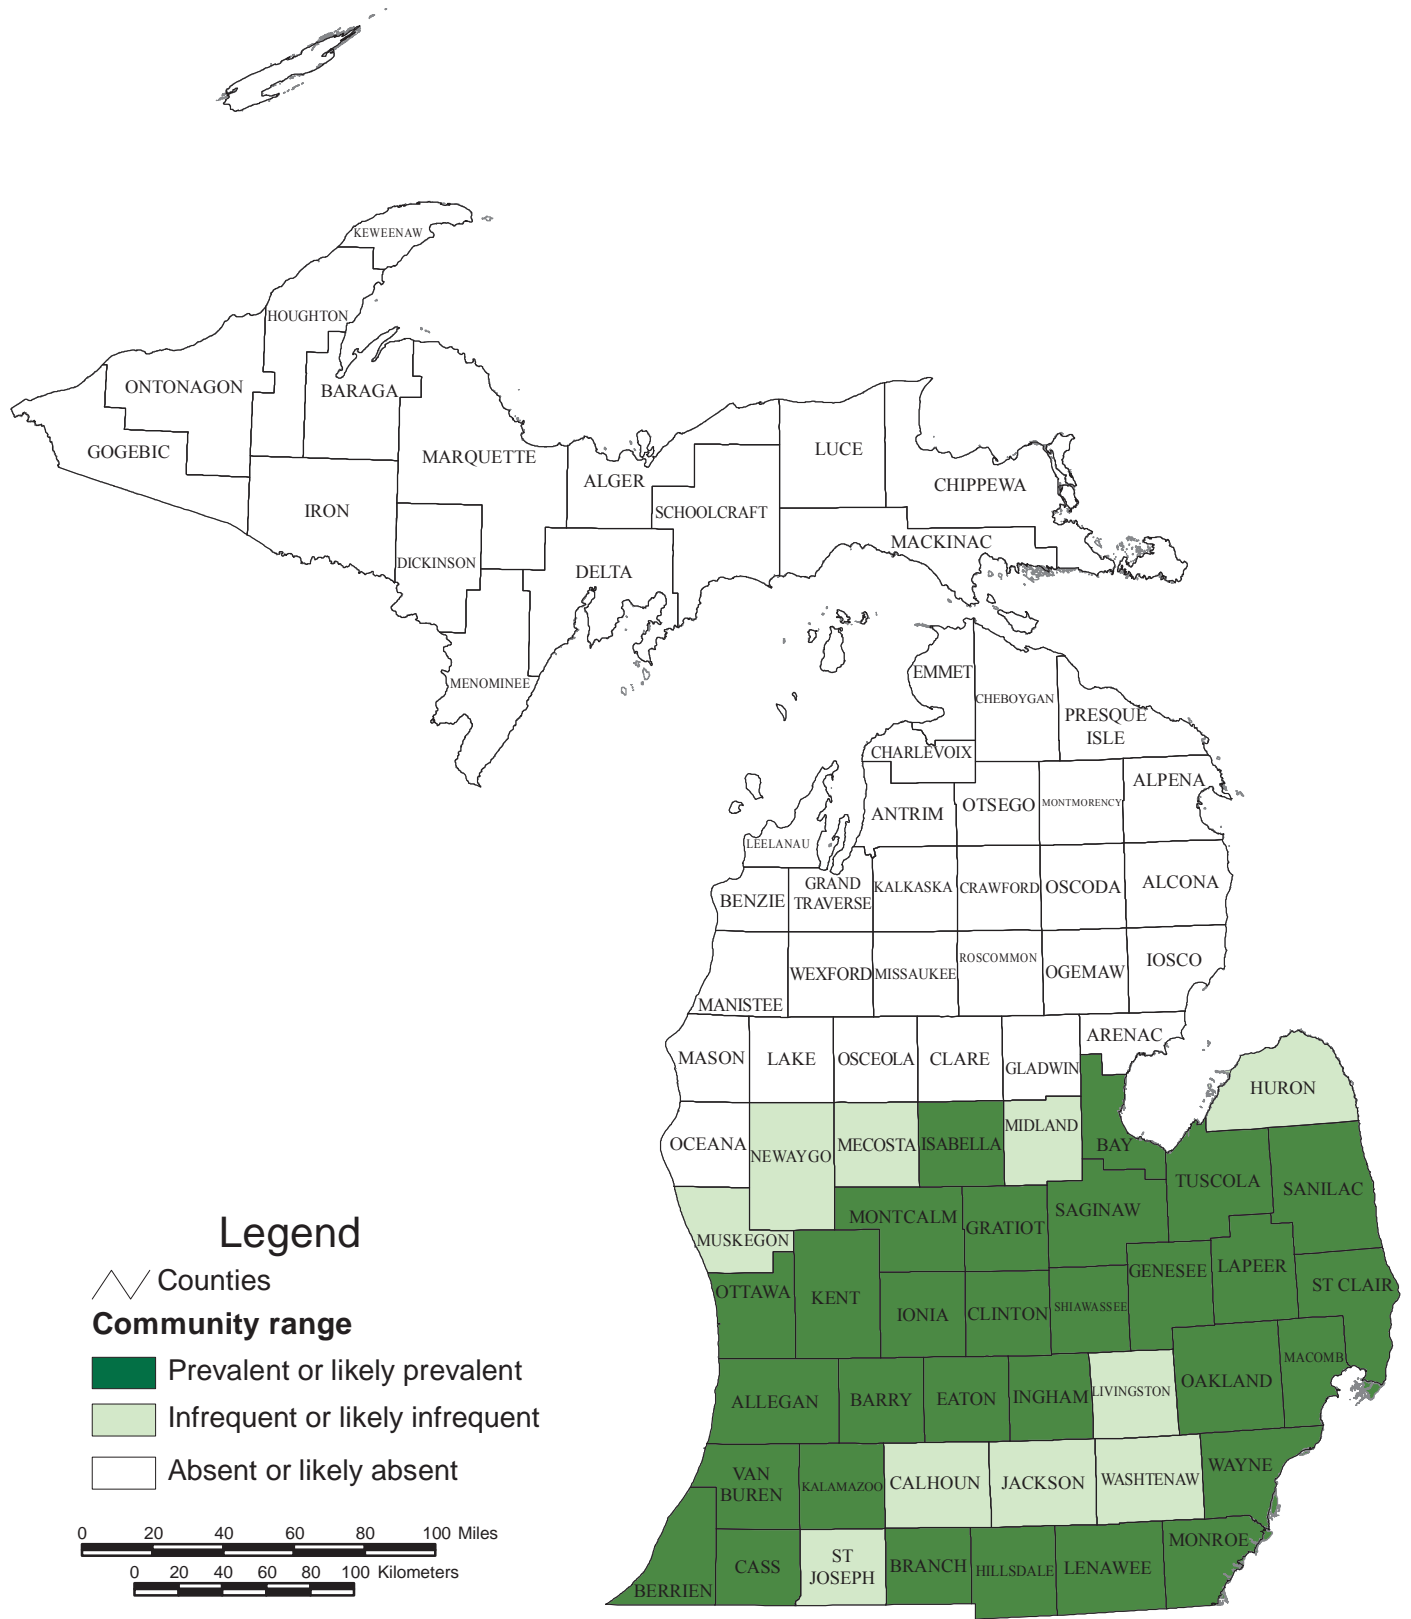 KEWEENAW
HOUGHTON
ONTONAGON
BARAGA
GOGEBIC
MARQUETTE
LUCE
ALGER
CHIPPEWA
IRON
SCHOOLCRAFT
MACKINAC
DICKINSON
DELTA
MENOMINEE
EMMET
CHEBOYGAN
PRESQUE
ISLE
CHARLEVOIX
ALPENA
ANTRIM
OTSEGO
MONTMORENCY
LEELANAU
BENZIE
GRAND
TRAVERSE
KALKASKA
CRAWFORD
OSCODA
ALCONA
MANISTEE
WEXFORD
MISSAUKEE
ROSCOMMON
OGEMAW
IOSCO
ARENAC
MASON
LAKE
OSCEOLA
CLARE
GLADWIN
HURON
OCEANA
NEWAYGO
MECOSTA
ISABELLA
MIDLAND
BAY
TUSCOLA
SANILAC
MUSKEGON
MONTCALM
GRATIOT
SAGINAW
GENESEE
LAPEER
ST CLAIR
OTTAWA
KENT
IONIA
CLINTON
SHIAWASSEE
MACOMB
ALLEGAN
BARRY
EATON
INGHAM
LIVINGSTON
OAKLAND
VAN
BUREN
KALAMAZOO
CALHOUN
JACKSON
WASHTENAW
WAYNE
BERRIEN
CASS
ST
JOSEPH
BRANCH
HILLSDALE
LENAWEE
MONROE
Legend
Counties
Community range
Prevalent or likely prevalent
Infrequent or likely infrequent
Absent or likely absent
0 20 40 60 80 100 Miles
0 20 40 60 80 100 Kilometers